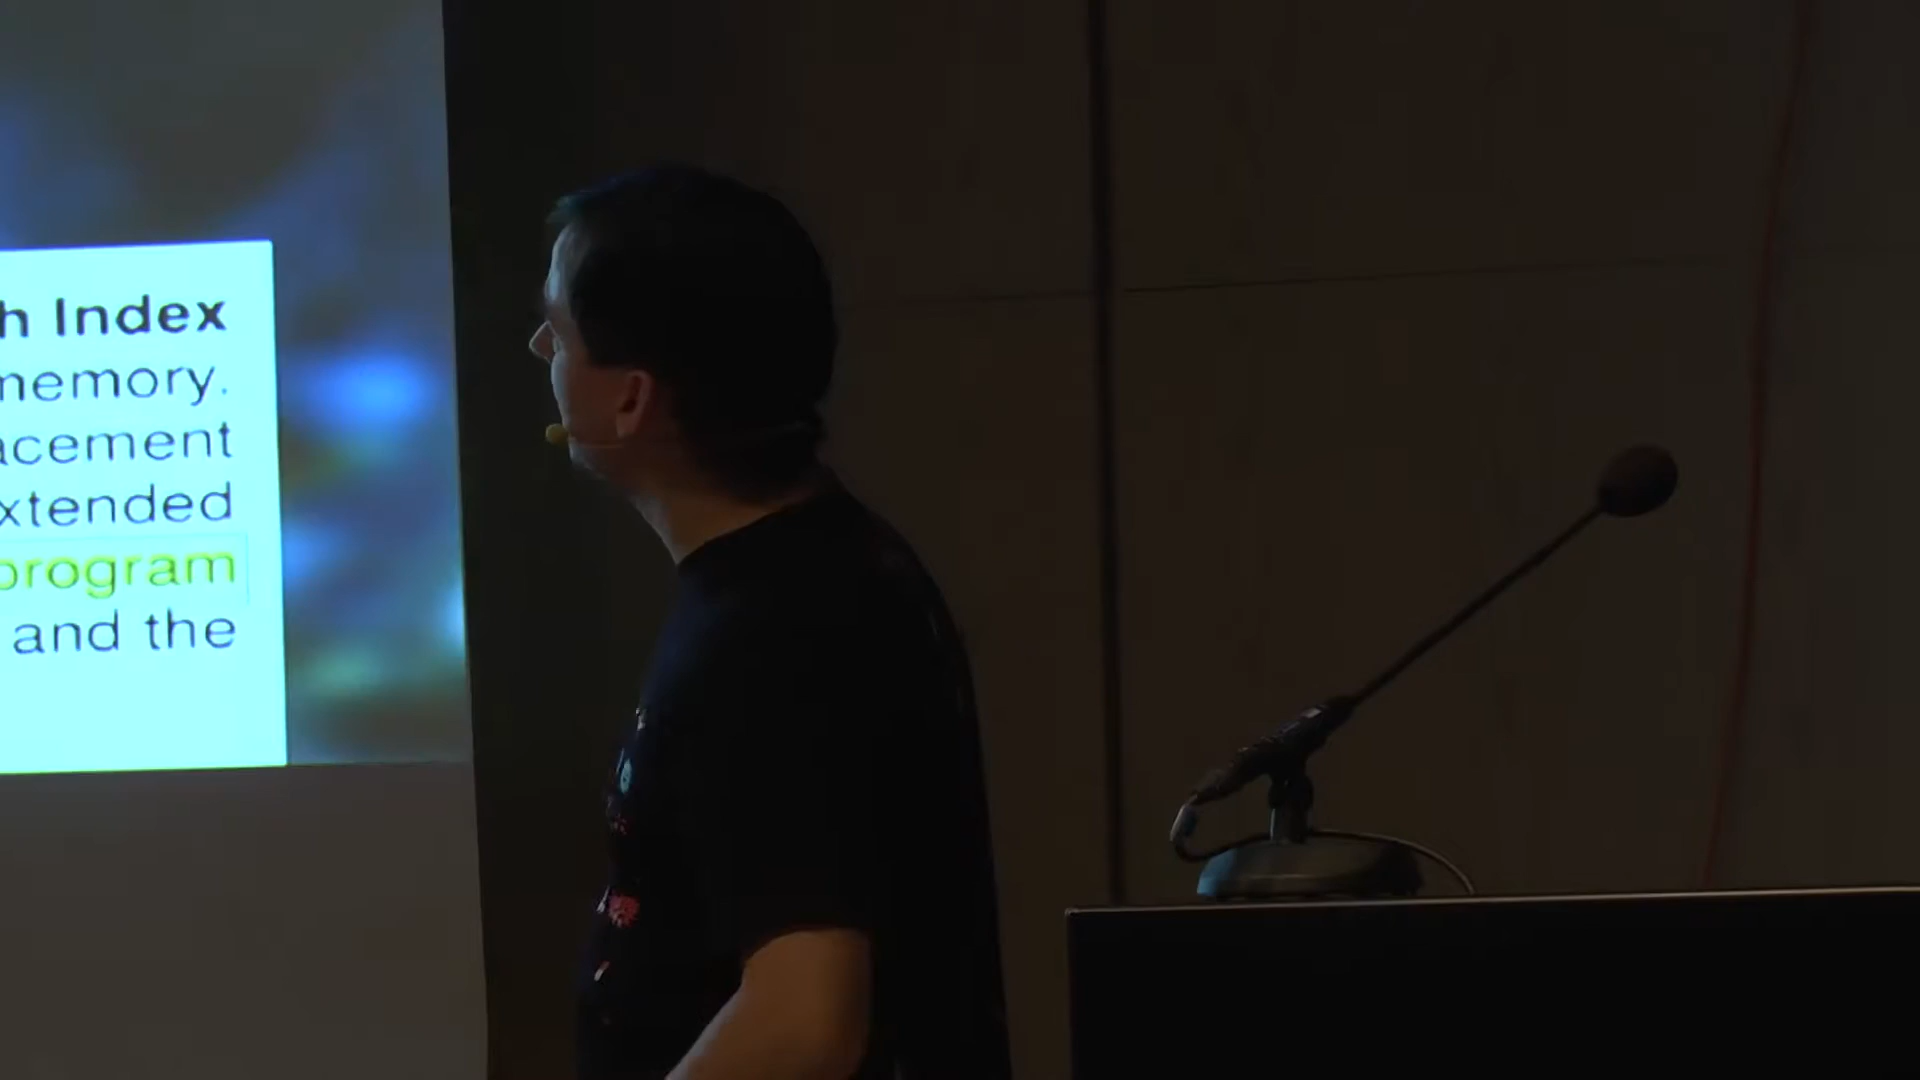 h Index
memory.
acement
xtended
program
and the